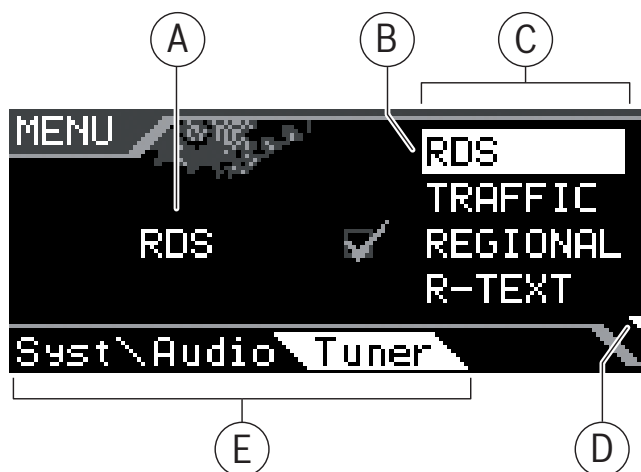 A B C
MENU
RDS
TRAFFIC
RDS REGIONAL
R-TEXT
Syst\Audio Tuner
E D